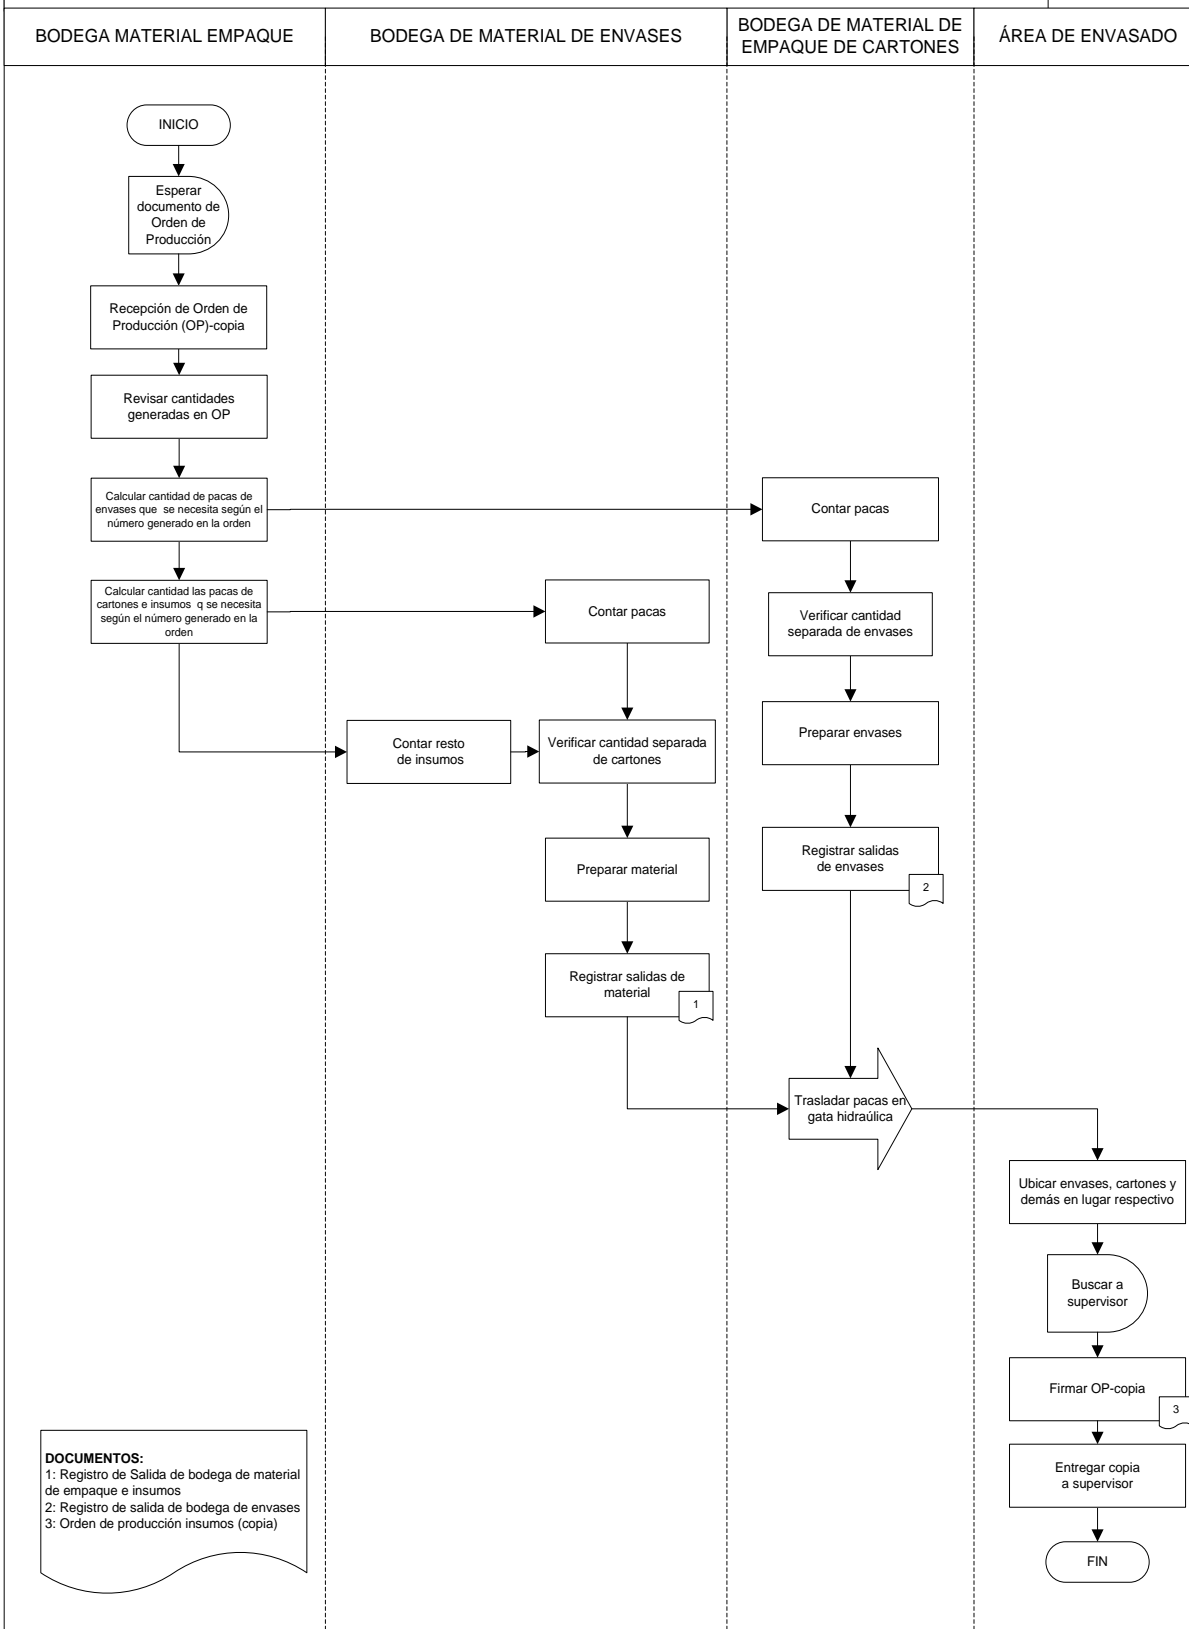 BODEGA MATERIAL EMPAQUE
BODEGA DE MATERIAL DE ENVASES
BODEGA DE MATERIAL DE
EMPAQUE DE CARTONES
ÁREA DE ENVASADO
INICIO
Esperar
documento de
Orden de
Producción
Recepción de Orden de
Producción (OP)-copia
Revisar cantidades
generadas en OP
Calcular cantidad de pacas de
envases que se necesita según el
número generado en la orden
Contar pacas
Calcular cantidad las pacas de
cartones e insumos q se necesita
según el número generado en la
orden
Contar pacas
Verificar cantidad
separada de envases
Contar resto
de insumos
Verificar cantidad separada
de cartones
Preparar envases
Preparar material
Registrar salidas
de envases
2
Registrar salidas de
material
1
Trasladar pacas en
gata hidraúlica
Ubicar envases, cartones y
demás en lugar respectivo
Buscar a
supervisor
Firmar OP-copia
3
Entregar copia
a supervisor
FIN
DOCUMENTOS:
1: Registro de Salida de bodega de material
de empaque e insumos
2: Registro de salida de bodega de envases
3: Orden de producción insumos (copia)